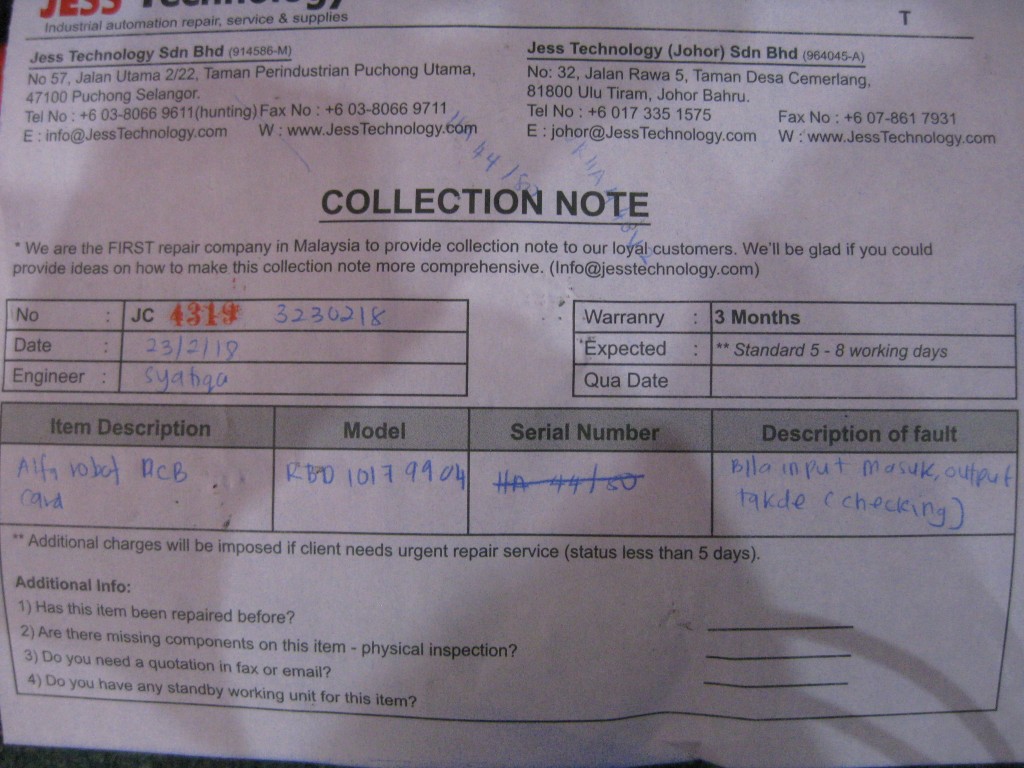 JESS Technology
Industrial automation repair, service & supplies
T
Jess Technology Sdn Bhd (914586-M)
No 57, Jalan Utama 2/22, Taman Perindustrian Puchong Utama,
47100 Puchong Selangor.
Tel No : +6 03-8066 9611(hunting) Fax No : +6 03-8066 9711
E : info@JessTechnology.com W : www.JessTechnology.com
Jess Technology (Johor) Sdn Bhd (964045-A)
No: 32, Jalan Rawa 5, Taman Desa Cemerlang,
81800 Ulu Tiram, Johor Bahru.
Tel No : +6 017 335 1575 Fax No : +6 07-861 7931
E : johor@JessTechnology.com W : www.JessTechnology.com
COLLECTION NOTE
* We are the FIRST repair company in Malaysia to provide collection note to our loyal customers. We'll be glad if you could
provide ideas on how to make this collection note more comprehensive. (Info@jesstechnology.com)
No : JC 4319 3230218
Date : 23/2/18
Engineer : syafiqa
Warranry : 3 Months
Expected : ** Standard 5 - 8 working days
Qua Date
Item Description Model Serial Number Description of fault
Alfa robot DCB RBD 1017 9904 HA 44/80 Bila input masuk, output
card takde (checking)
** Additional charges will be imposed if client needs urgent repair service (status less than 5 days).
Additional Info:
1) Has this item been repaired before?
2) Are there missing components on this item - physical inspection?
3) Do you need a quotation in fax or email?
4) Do you have any standby working unit for this item?